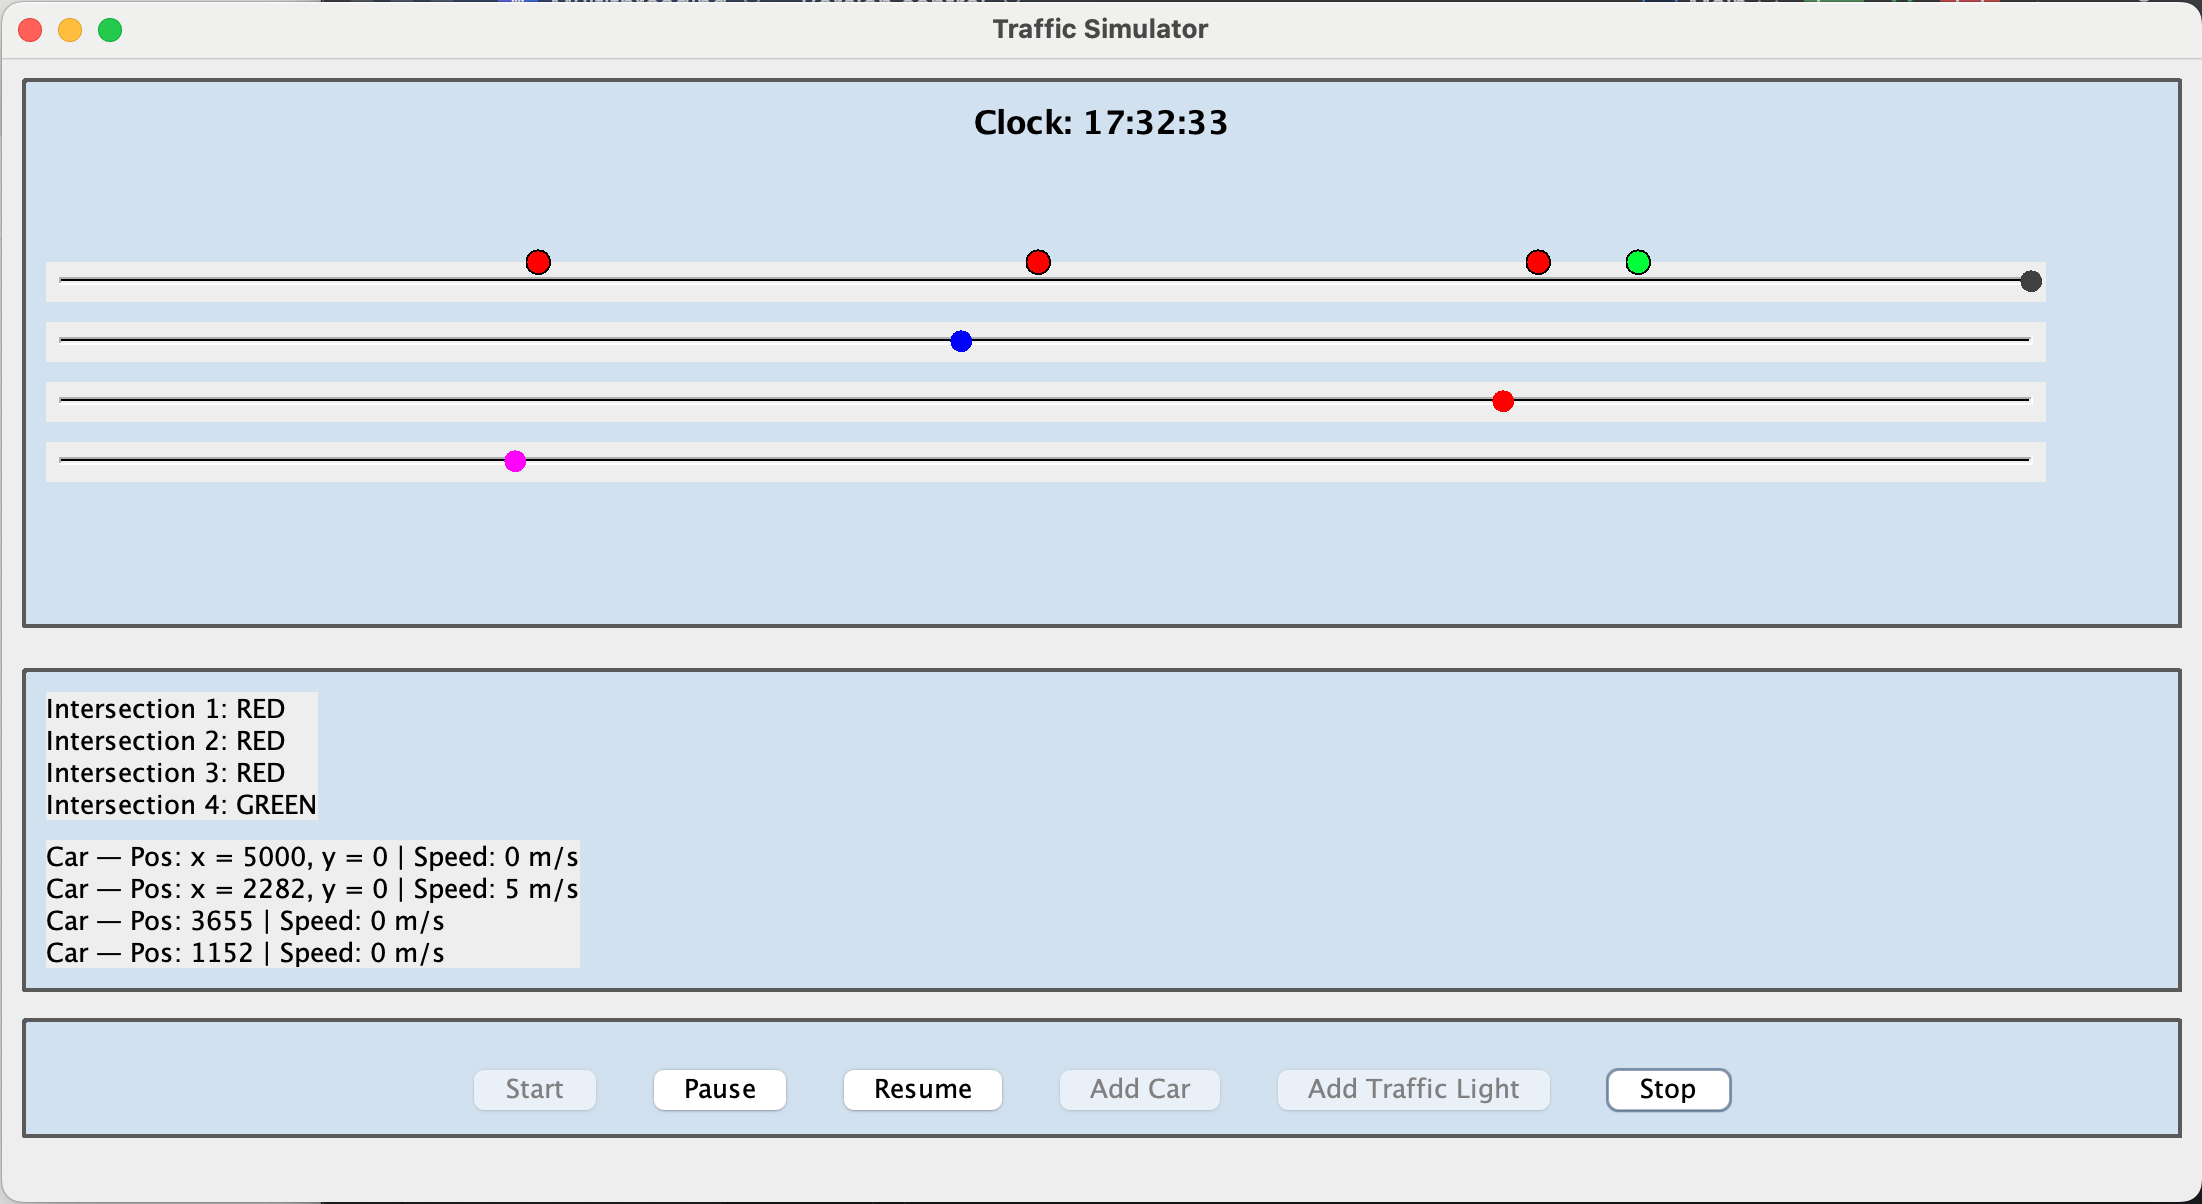 Traffic Simulator
Clock: 17:32:33
Intersection 1: RED
Intersection 2: RED
Intersection 3: RED
Intersection 4: GREEN
Car — Pos: x = 5000, y = 0 | Speed: 0 m/s
Car — Pos: x = 2282, y = 0 | Speed: 5 m/s
Car — Pos: 3655 | Speed: 0 m/s
Car — Pos: 1152 | Speed: 0 m/s
Start Pause Resume Add Car Add Traffic Light Stop